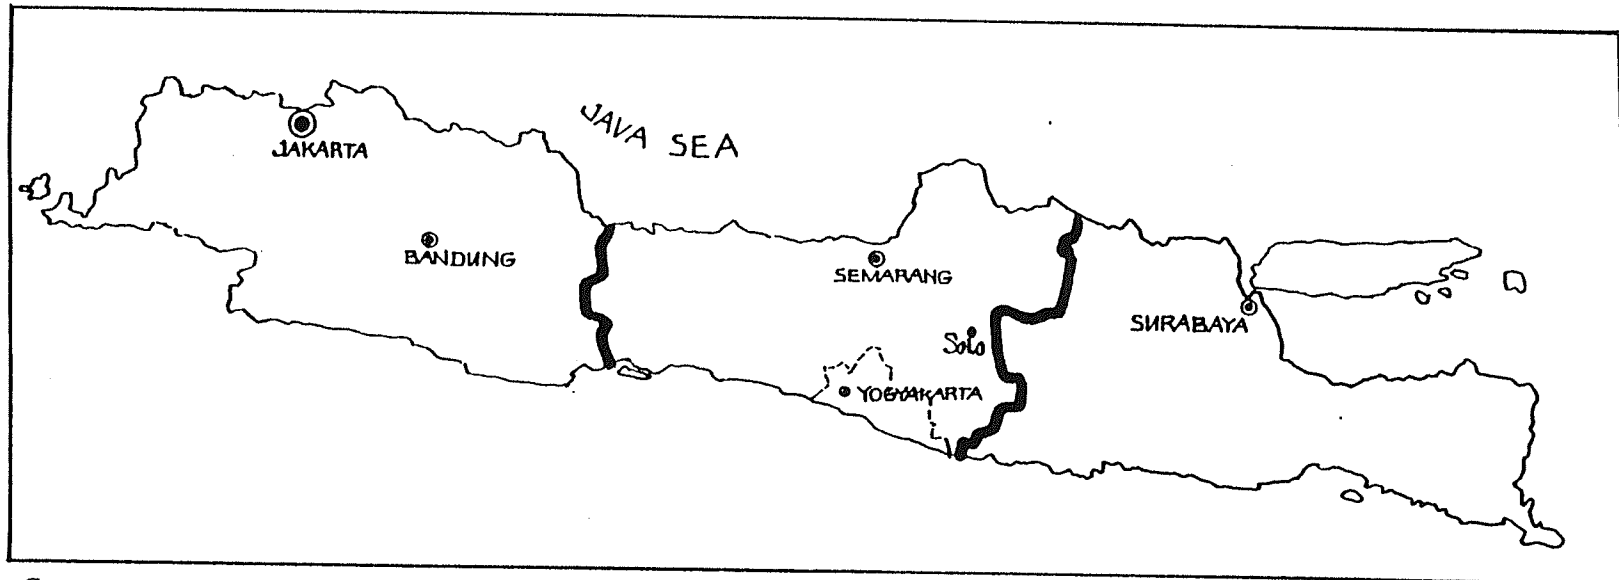 JAVA SEA
JAKARTA
BANDUNG
SEMARANG
SURABAYA
Solo
YOGYAKARTA